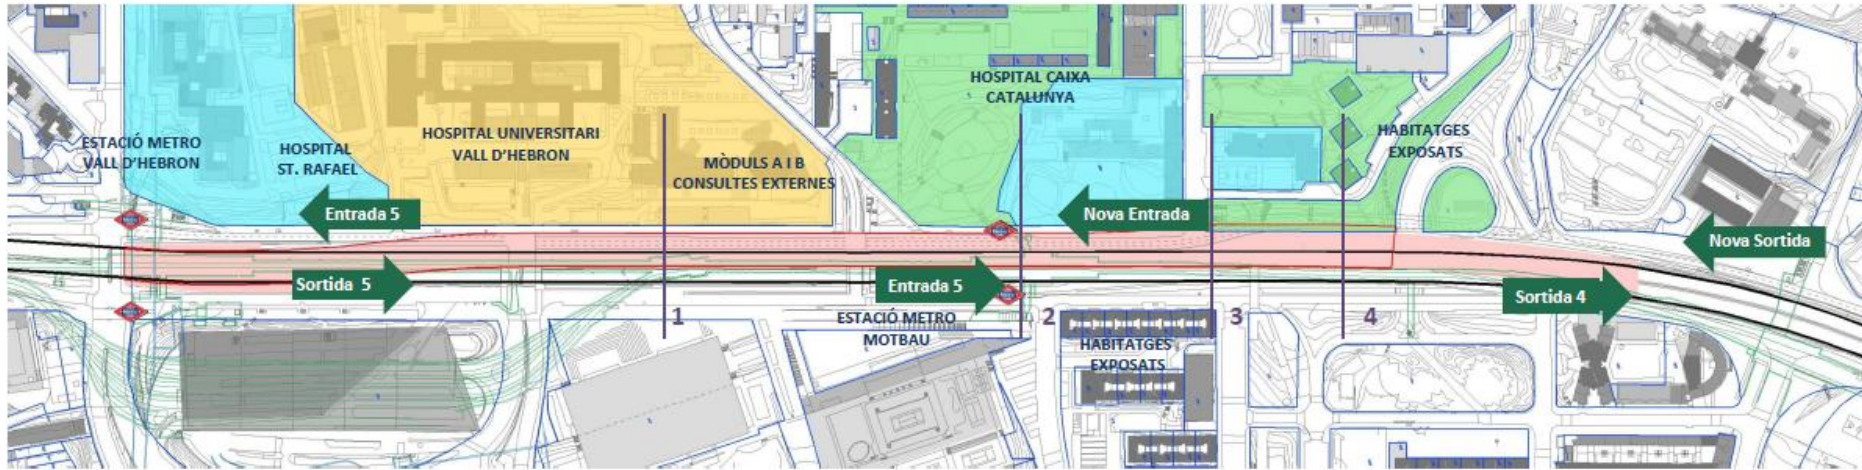 HOSPITAL CAIXA
CATALUNYA
ESTACIÓ METRO
VALL D'HEBRON
HOSPITAL
ST. RAFAEL
HOSPITAL UNIVERSITARI
VALL D'HEBRON
MÒDULS A I B
CONSULTES EXTERNES
HABITATGES
EXPOSATS
Entrada 5
Nova Entrada
Nova Sortida
Sortida 5
Entrada 5
Sortida 4
1
2
3
4
ESTACIÓ METRO
MOTBAU
HABITATGES
EXPOSATS